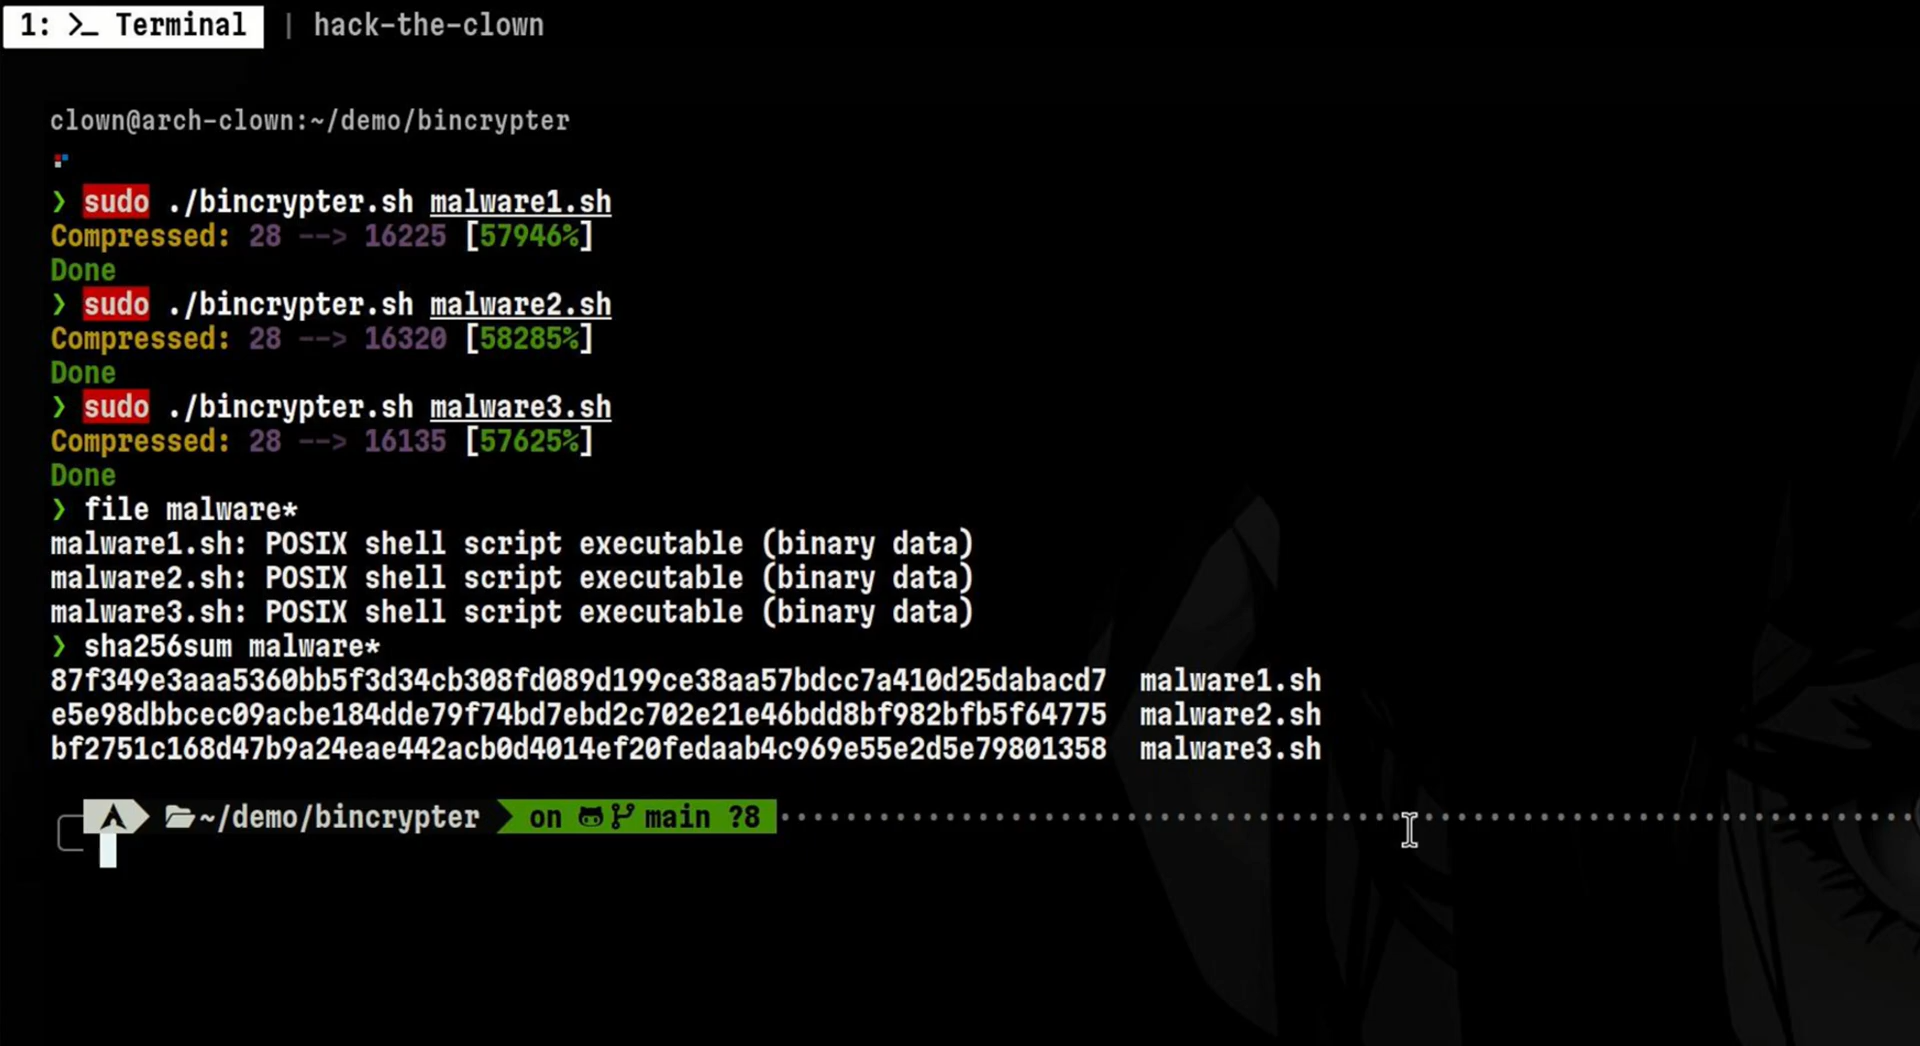 1: >_ Terminal | hack-the-clown
clown@arch-clown:~/demo/bincrypter
❯ sudo ./bincrypter.sh malware1.sh
Compressed: 28 --> 16225 [57946%]
Done
❯ sudo ./bincrypter.sh malware2.sh
Compressed: 28 --> 16320 [58285%]
Done
❯ sudo ./bincrypter.sh malware3.sh
Compressed: 28 --> 16135 [57625%]
Done
❯ file malware*
malware1.sh: POSIX shell script executable (binary data)
malware2.sh: POSIX shell script executable (binary data)
malware3.sh: POSIX shell script executable (binary data)
❯ sha256sum malware*
87f349e3aaa5360bb5f3d34cb308fd089d199ce38aa57bdcc7a410d25dabacd7  malware1.sh
e5e98dbbcec09acbe184dde79f74bd7ebd2c702e21e46bdd8bf982bfb5f64775  malware2.sh
bf2751c168d47b9a24eae442acb0d4014ef20fedaab4c969e55e2d5e79801358  malware3.sh
~/demo/bincrypter on main ?8